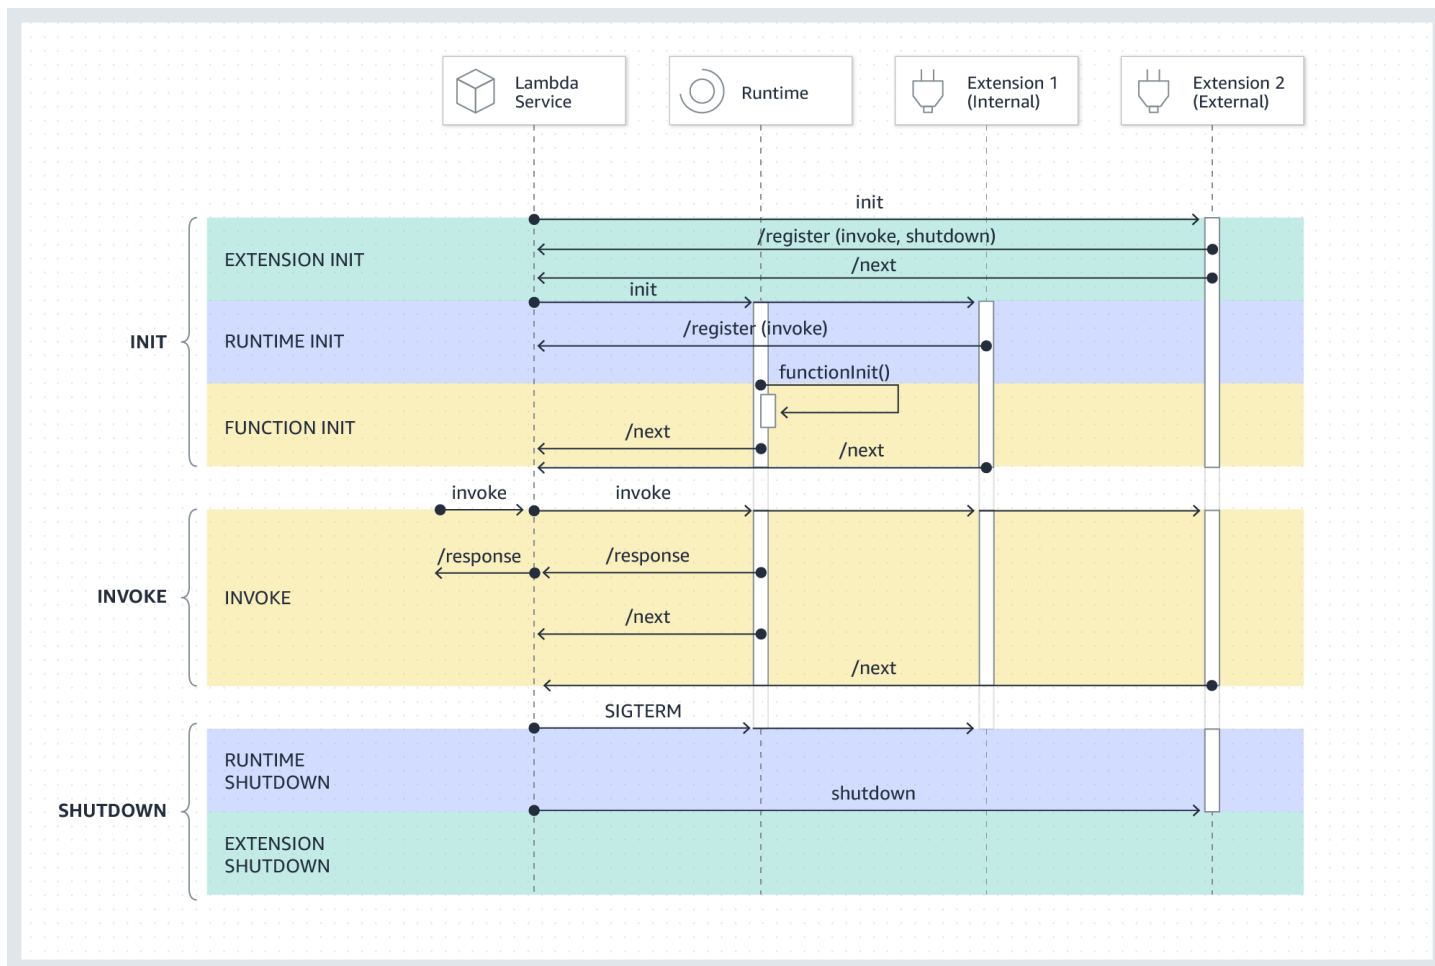 Lambda
Service
Runtime
Extension 1
(Internal)
Extension 2
(External)
init
/register (invoke, shutdown)
EXTENSION INIT
/next
init
/register (invoke)
INIT
RUNTIME INIT
functionInit()
FUNCTION INIT
/next
/next
invoke
invoke
/response
/response
INVOKE
INVOKE
/next
/next
SIGTERM
RUNTIME
SHUTDOWN
shutdown
SHUTDOWN
EXTENSION
SHUTDOWN